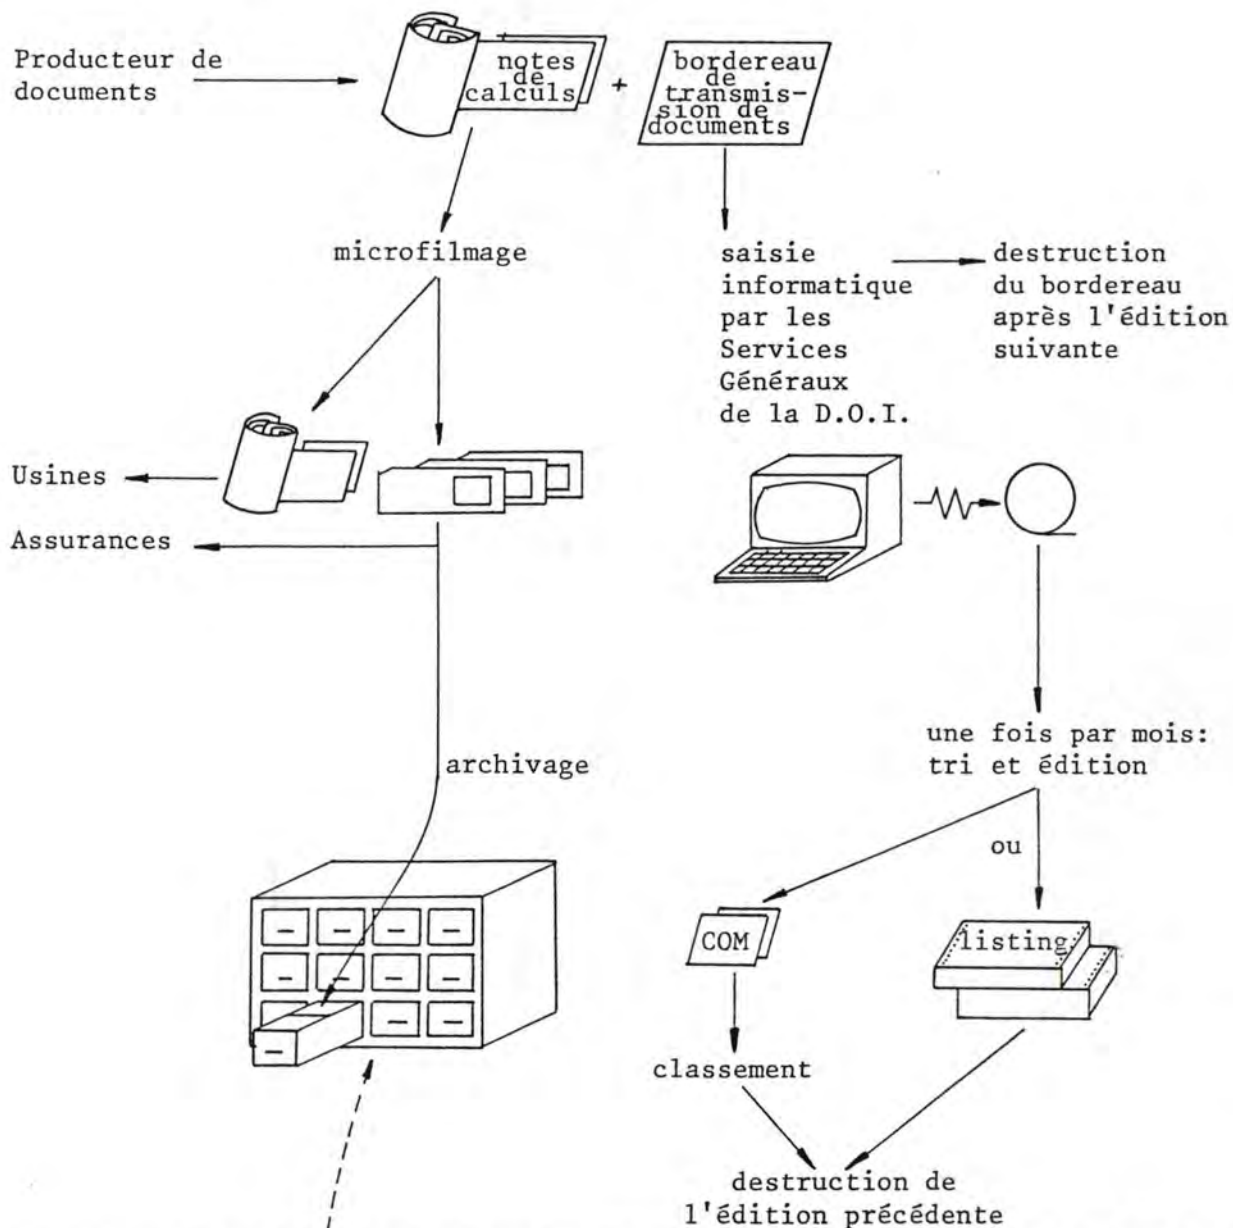 Producteur de
documents
notes
de
calculs
+
bordereau
de
transmis-
sion de
documents
microfilmage
saisie
informatique
par les
Services
Généraux
de la D.O.I.
destruction
du bordereau
après l'édition
suivante
Usines
Assurances
une fois par mois:
tri et édition
archivage
ou
COM
listing
classement
destruction de
l'édition précédente